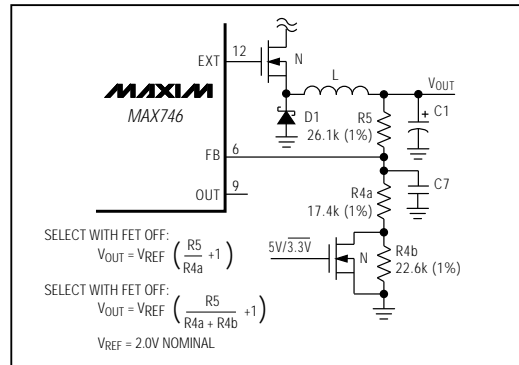 EXT
12
N
MAXIM
MAX746
L
VOUT
D1
R5
26.1k (1%)
C1
FB
6
C7
R4a
17.4k (1%)
OUT
9
SELECT WITH FET OFF:
VOUT = VREF ( R5 / R4a +1)
5V/3.3V
N
R4b
22.6k (1%)
SELECT WITH FET OFF:
VOUT = VREF ( R5 / R4a + R4b +1)
VREF = 2.0V NOMINAL